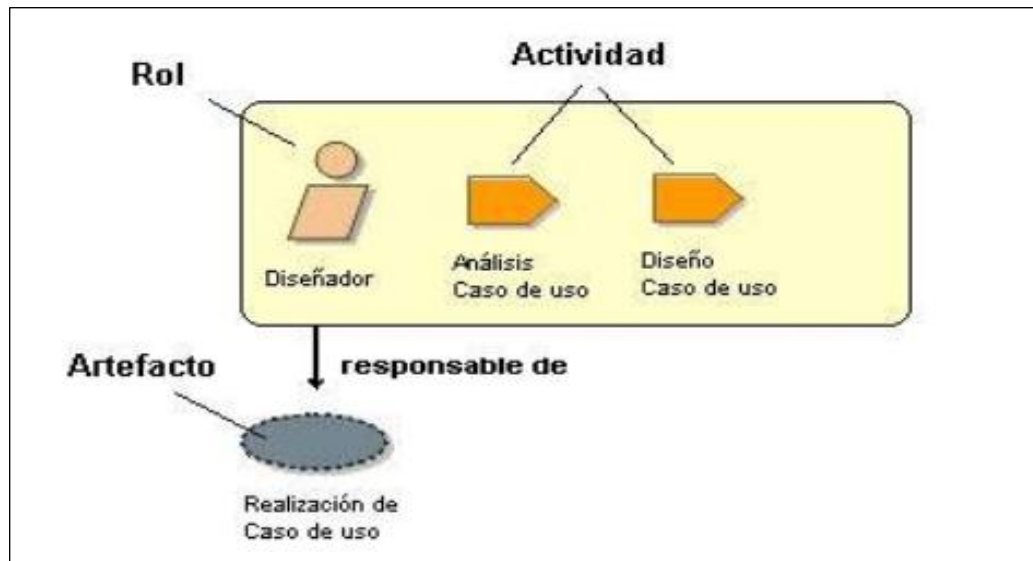 Actividad
Rol
Diseñador
Análisis
Caso de uso
Diseño
Caso de uso
Artefacto
responsable de
Realización de
Caso de uso